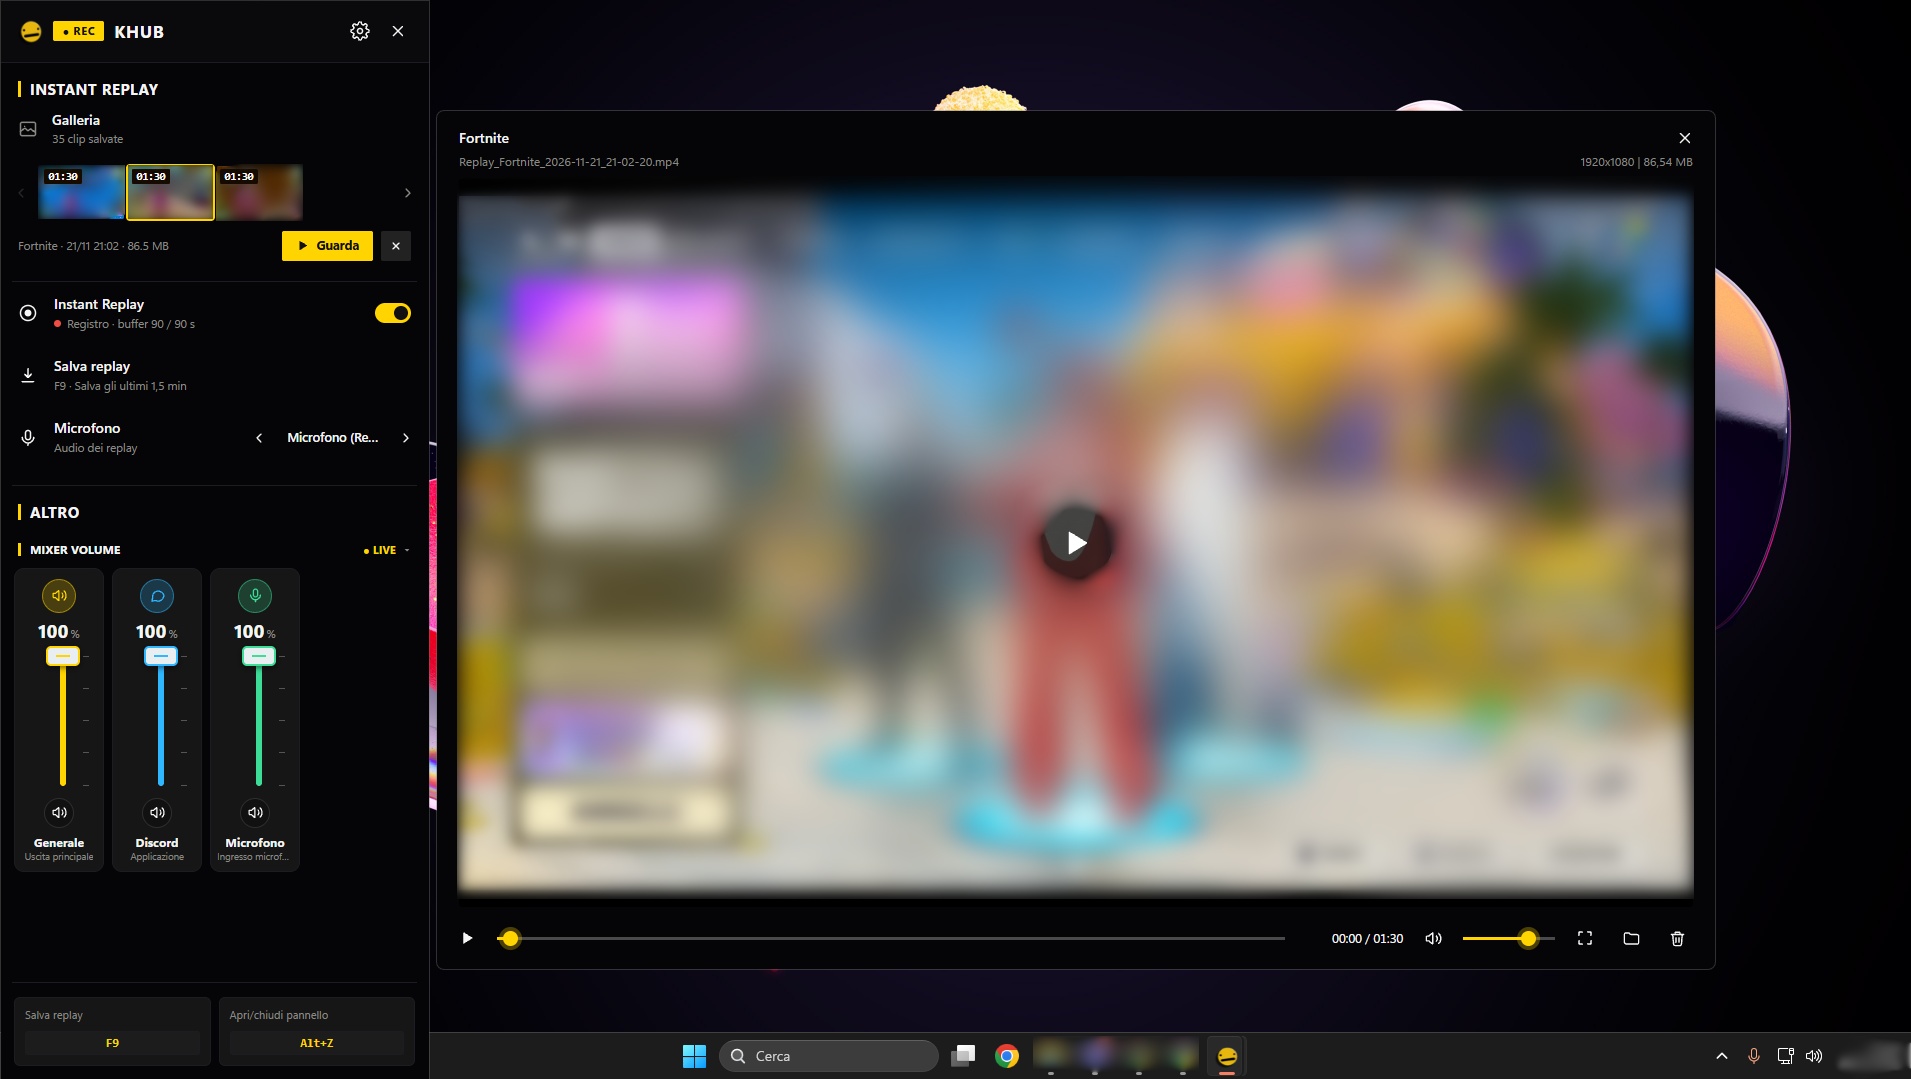 ● REC KHUB
INSTANT REPLAY
Galleria
35 clip salvate
01:30
01:30
01:30
Fortnite · 21/11 21:02 · 86.5 MB
Guarda
Instant Replay
Registro · buffer 90 / 90 s
Salva replay
F9 · Salva gli ultimi 1,5 min
Microfono
Audio dei replay
Microfono (Re...
ALTRO
MIXER VOLUME
● LIVE
100 %
100 %
100 %
Generale
Uscita principale
Discord
Applicazione
Microfono
Ingresso microf...
Salva replay
F9
Apri/chiudi pannello
Alt+Z
Fortnite
Replay_Fortnite_2026-11-21_21-02-20.mp4
1920x1080 | 86,54 MB
00:00 / 01:30
Cerca